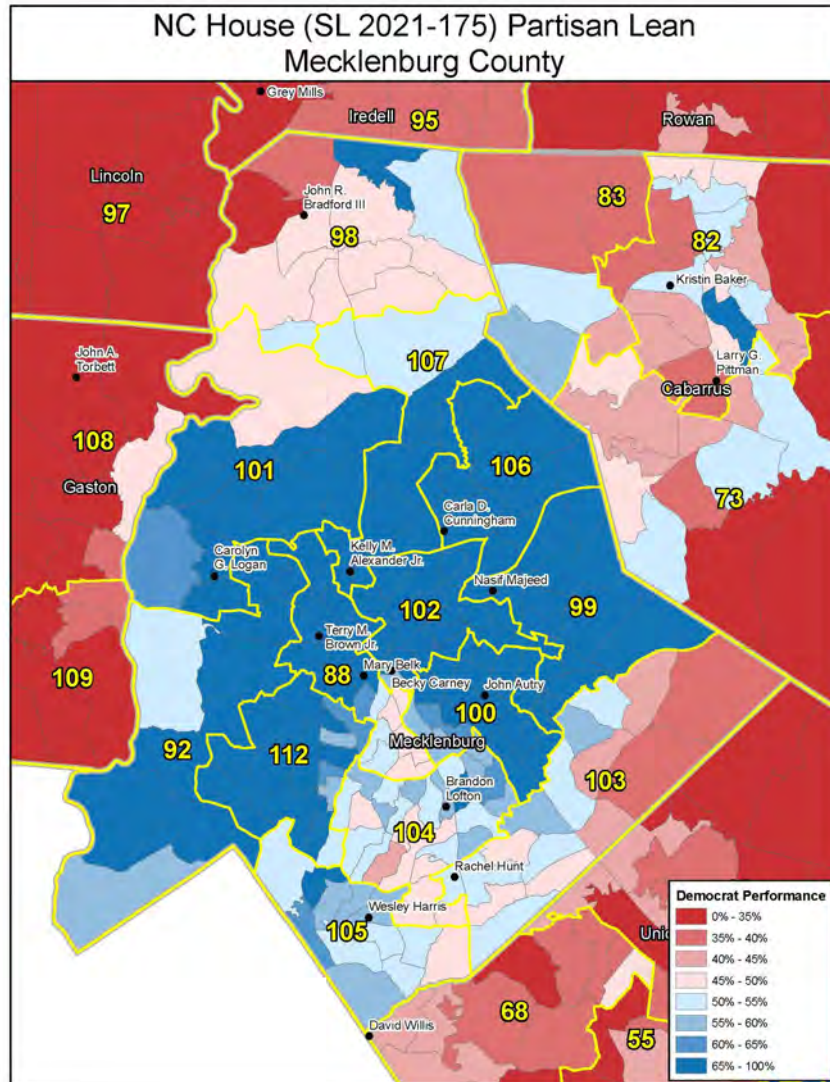 NC House (SL 2021-175) Partisan Lean
Mecklenburg County
Grey Mills
Iredell
95
Rowan
Lincoln
97
John R.
Bradford III
98
83
82
Kristin Baker
107
John A.
Torbett
Larry G.
Pittman
Cabarrus
108
101
106
73
Gaston
Carla D.
Cunningham
Carolyn
G. Logan
Kelly M.
Alexander Jr.
Nasif Majeed
102
99
Terry M.
Brown Jr.
109
88
Mary Belk
Becky Carney
John Autry
100
Mecklenburg
92
112
103
Brandon
Lofton
104
Rachel Hunt
Wesley Harris
105
68
David Willis
55
Democrat Performance
0% - 35%
35% - 40%
40% - 45%
45% - 50%
50% - 55%
55% - 60%
60% - 65%
65% - 100%